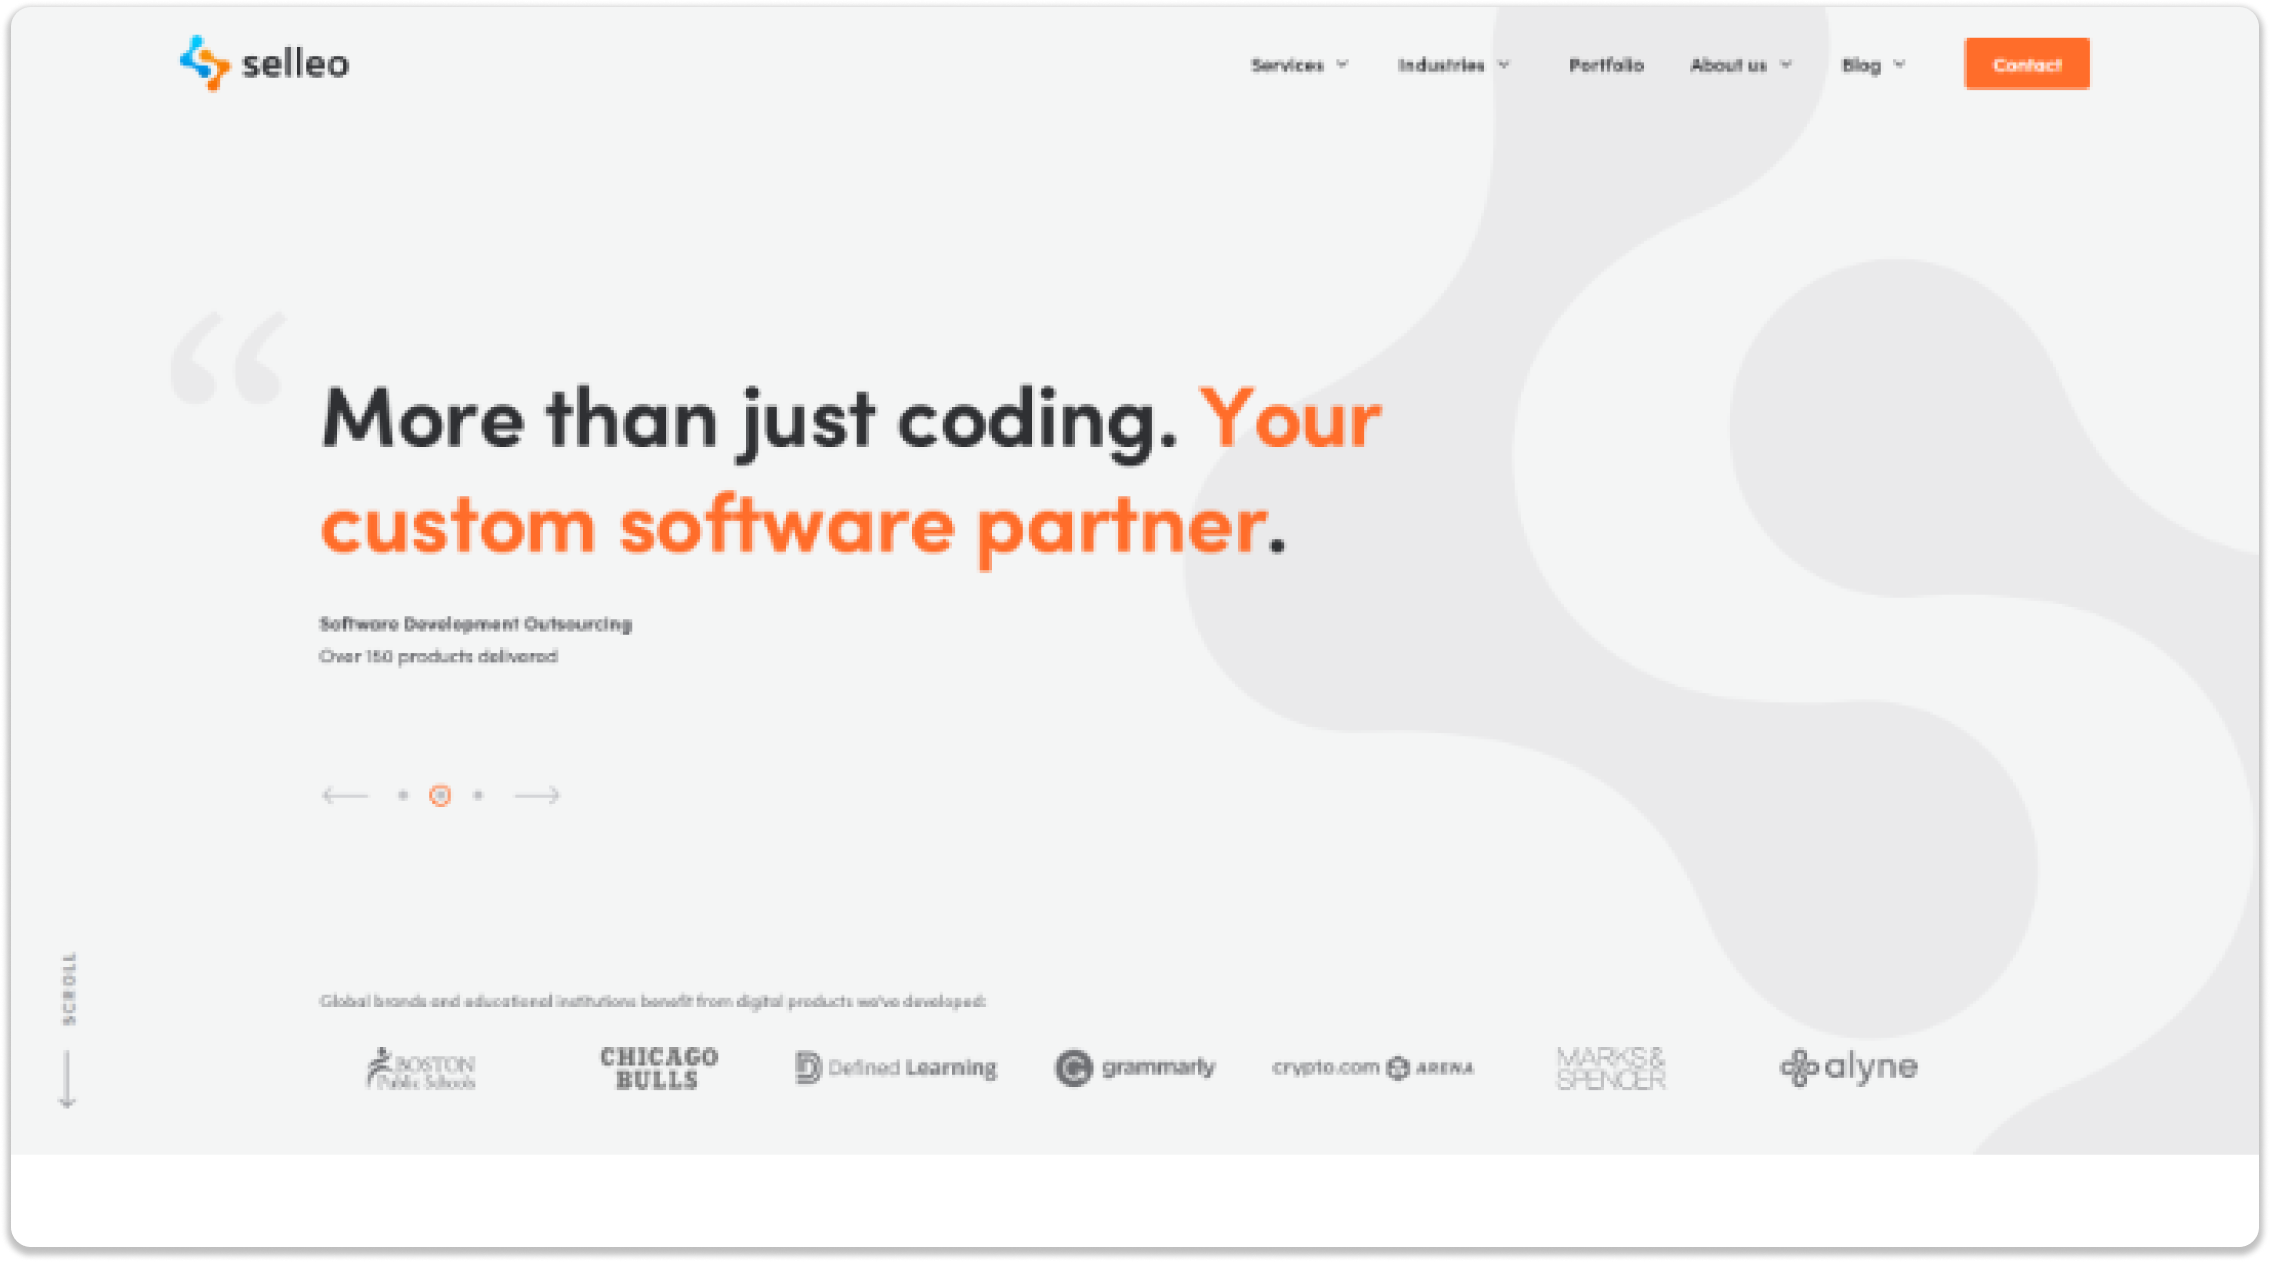 selleo
Services Industries Portfolio About us Blog Contact
“
More than just coding. Your
custom software partner.
Software Development Outsourcing
Over 150 products delivered
SCROLL
Global brands and educational institutions benefit from digital products we've developed:
BOSTON
Public Schools
CHICAGO
BULLS
Defined Learning
grammarly
crypto.com ARENA
MARKS&
SPENCER
alyne